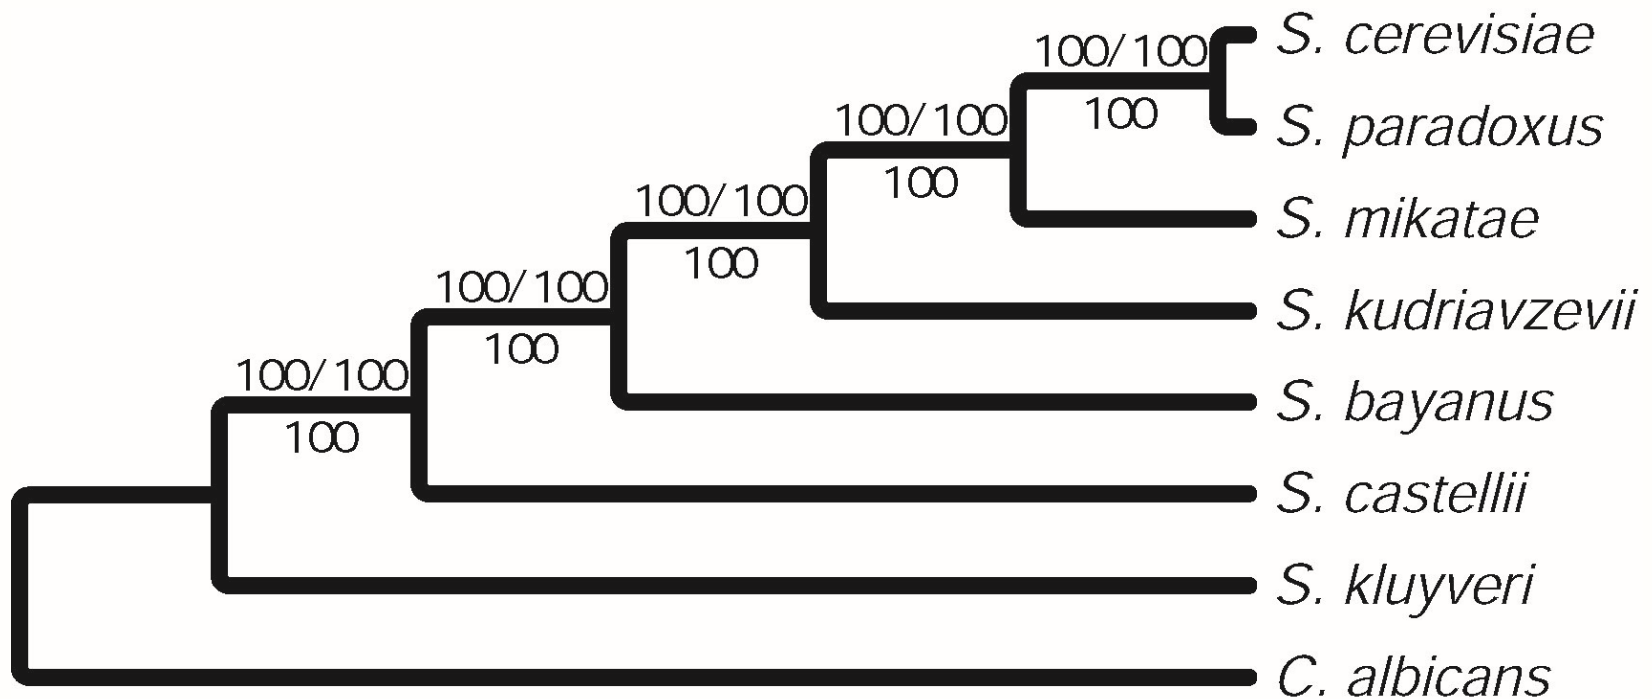 100/100
S. cerevisiae
100
S. paradoxus
100/100
100
S. mikatae
100/100
100
S. kudriavzevii
100/100
100
S. bayanus
100/100
100
S. castellii
S. kluyveri
C. albicans